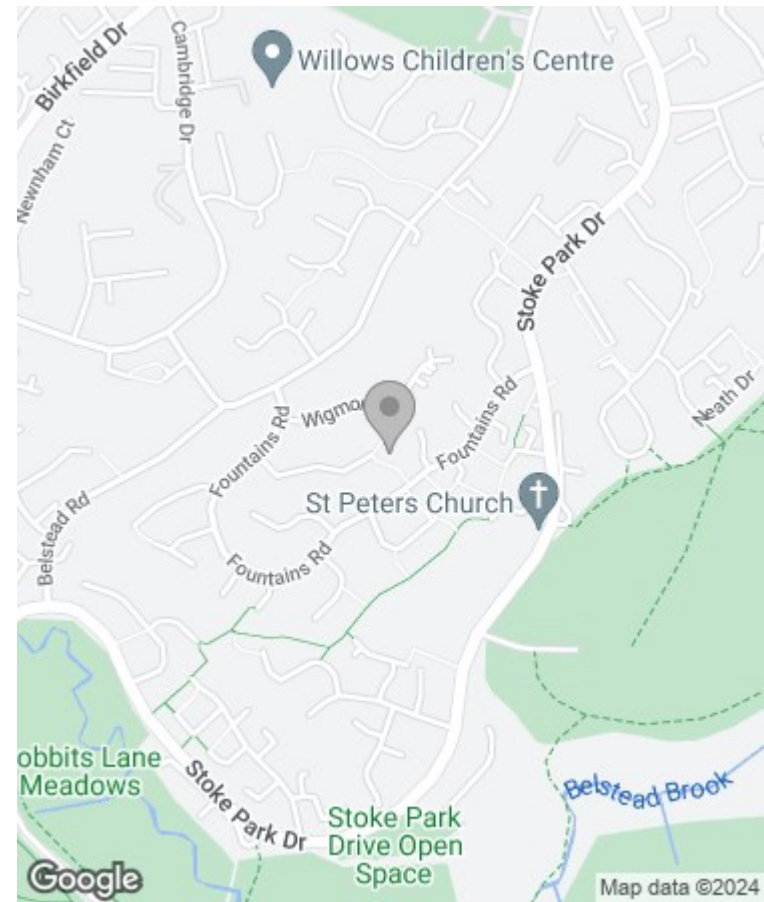 Birkfield Dr
Cambridge Dr
Willows Children's Centre
Newnham Ct
Stoke Park Dr
Neath Dr
Fountains Rd
Fountains Rd
St Peters Church
Belstead Rd
Fountains Rd
obbits Lane
Meadows
Stoke Park Dr
Stoke Park
Drive Open
Space
Belstead Brook
Google
Map data ©2024